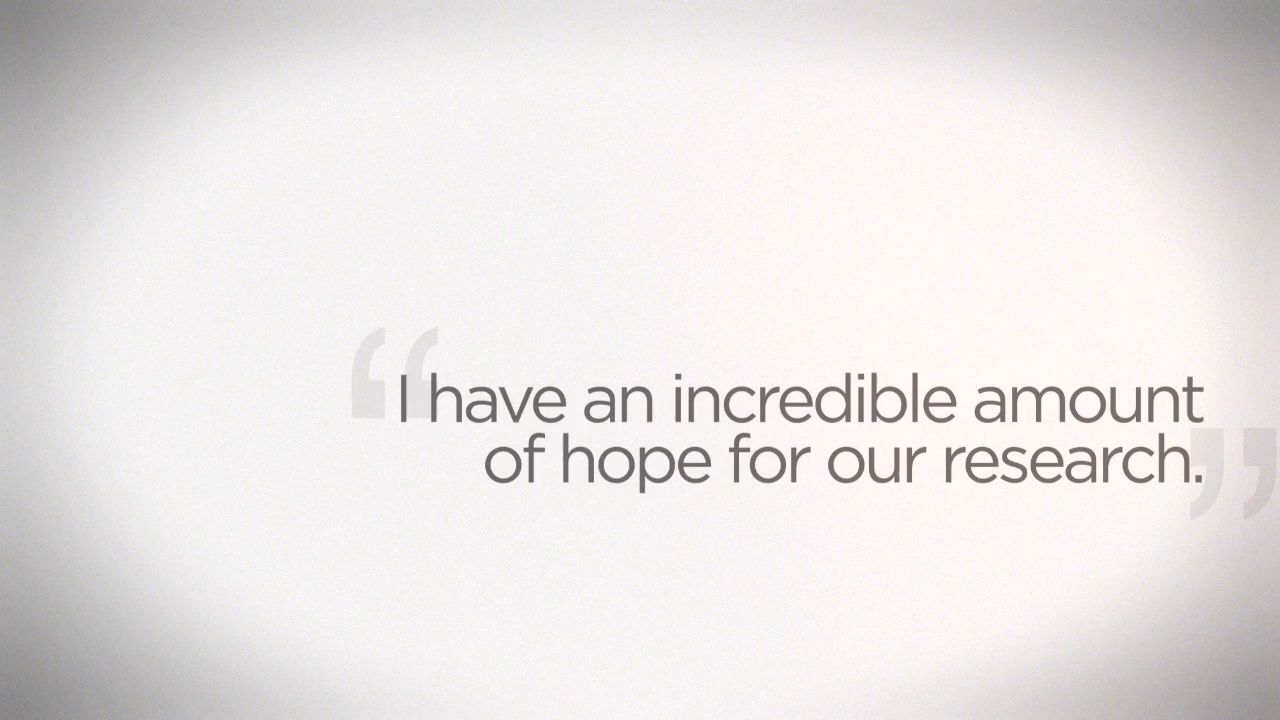 “I have an incredible amount
of hope for our research.”